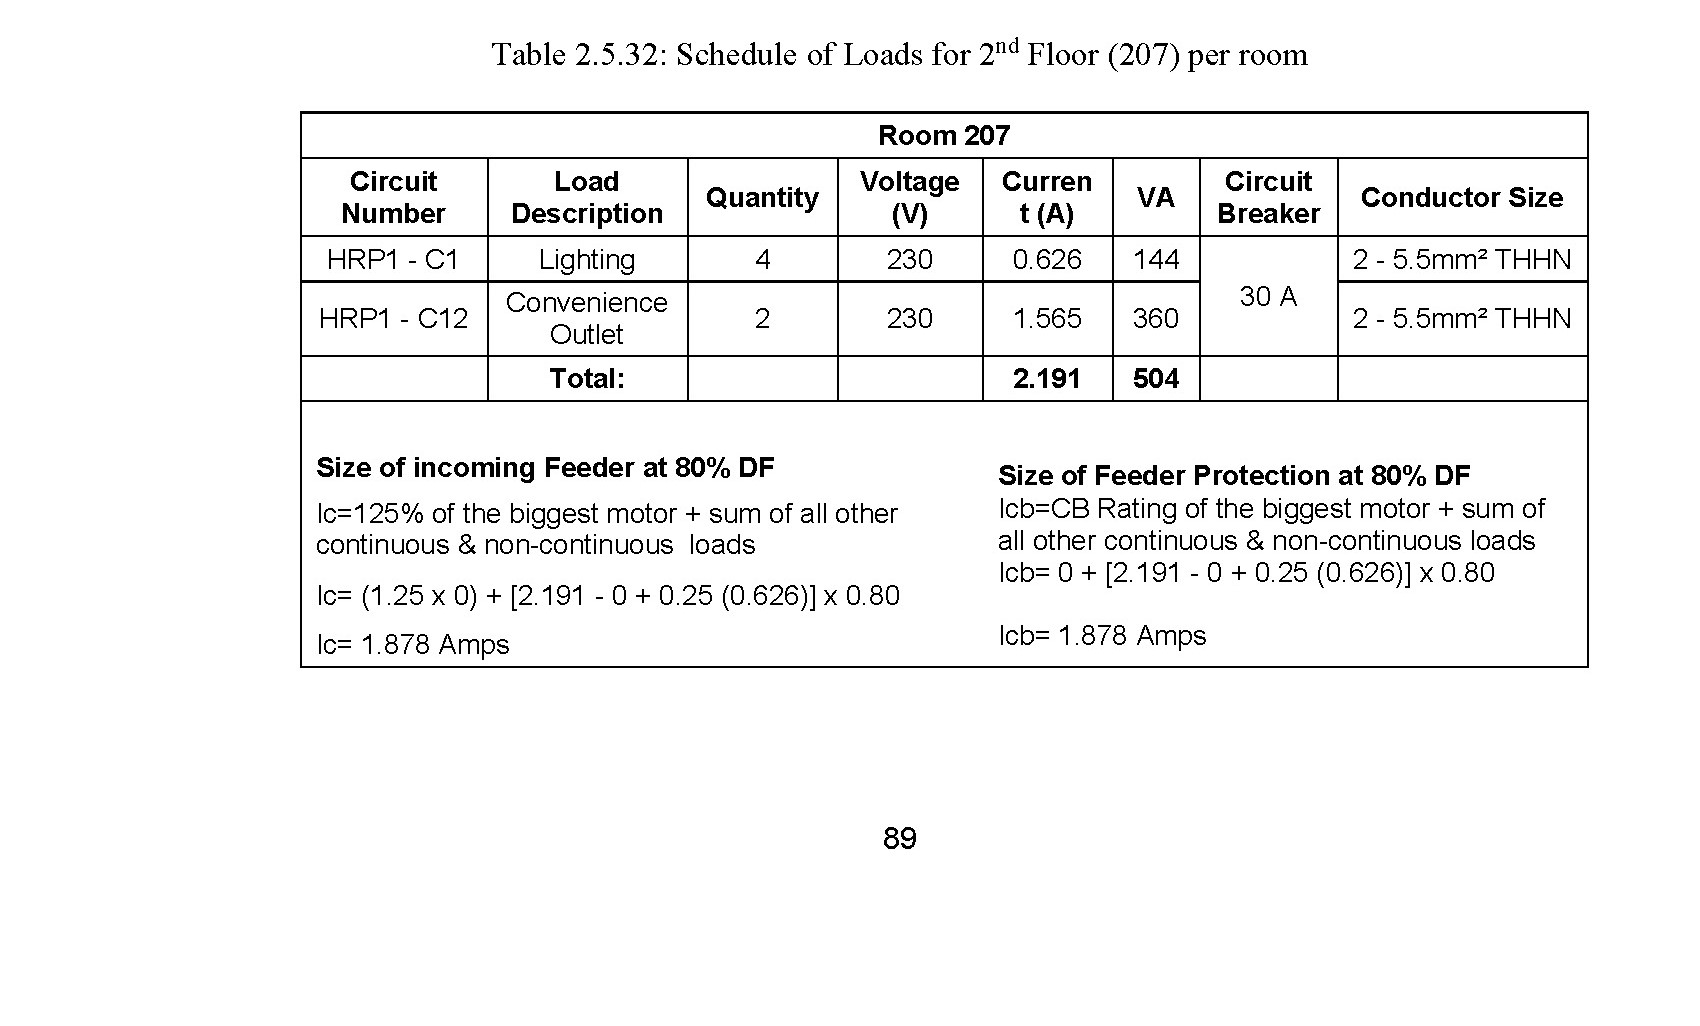 Table 2.5.32: Schedule of Loads for 2nd Floor (207) per room
Room 207
Circuit Number
Load Description
Quantity
Voltage (V)
Curren
t (A)
VA
Circuit Breaker
Conductor Size
HRP1 - C1 Lighting 4 230 0.626 144 30 A 2 - 5.5mm² THHN
HRP1 - C12 Convenience Outlet 2 230 1.565 360 2 - 5.5mm² THHN
Total: 2.191 504
Size of incoming Feeder at 80% DF
Ic=125% of the biggest motor + sum of all other
continuous & non-continuous loads
Ic= (1.25 x 0) + [2.191 - 0 + 0.25 (0.626)] x 0.80
Ic= 1.878 Amps
Size of Feeder Protection at 80% DF
Icb=CB Rating of the biggest motor + sum of
all other continuous & non-continuous loads
Icb= 0 + [2.191 - 0 + 0.25 (0.626)] x 0.80
Icb= 1.878 Amps
89